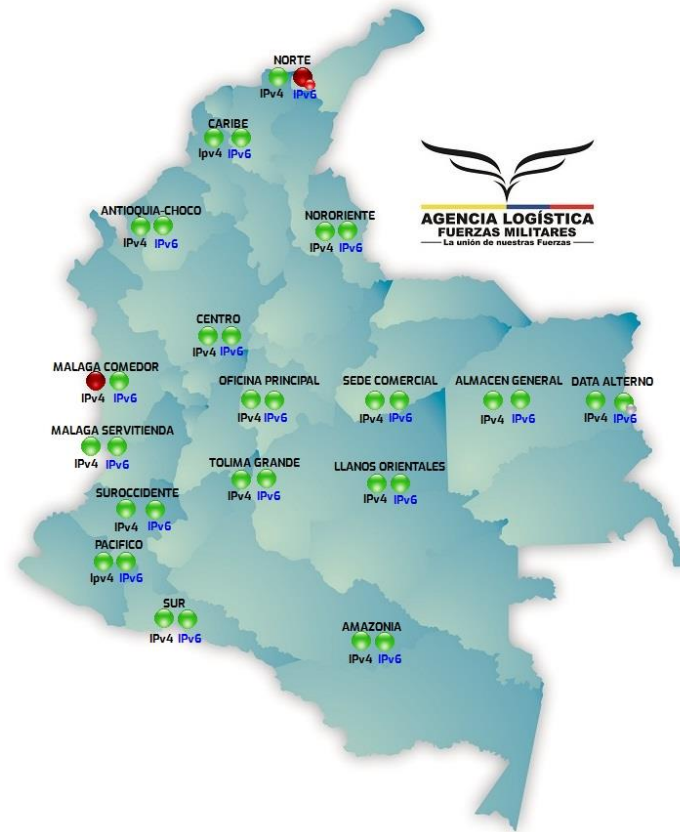 NORTE
IPv4 IPv6
CARIBE
Ipv4 IPv6
AGENCIA LOGÍSTICA
FUERZAS MILITARES
La unión de nuestras Fuerzas
ANTIOQUIA-CHOCO
IPv4 IPv6
NORORIENTE
IPv4 IPv6
CENTRO
IPv4 IPv6
MALAGA COMEDOR
IPv4 IPv6
OFICINA PRINCIPAL
IPv4 IPv6
SEDE COMERCIAL
IPv4 IPv6
ALMACEN GENERAL
IPv4 IPv6
DATA ALTERNO
IPv4 IPv6
MALAGA SERVITIENDA
IPv4 IPv6
TOLIMA GRANDE
IPv4 IPv6
LLANOS ORIENTALES
IPv4 IPv6
SUROCCIDENTE
IPv4 IPv6
PACIFICO
Ipv4 IPv6
SUR
IPv4 IPv6
AMAZONIA
IPv4 IPv6